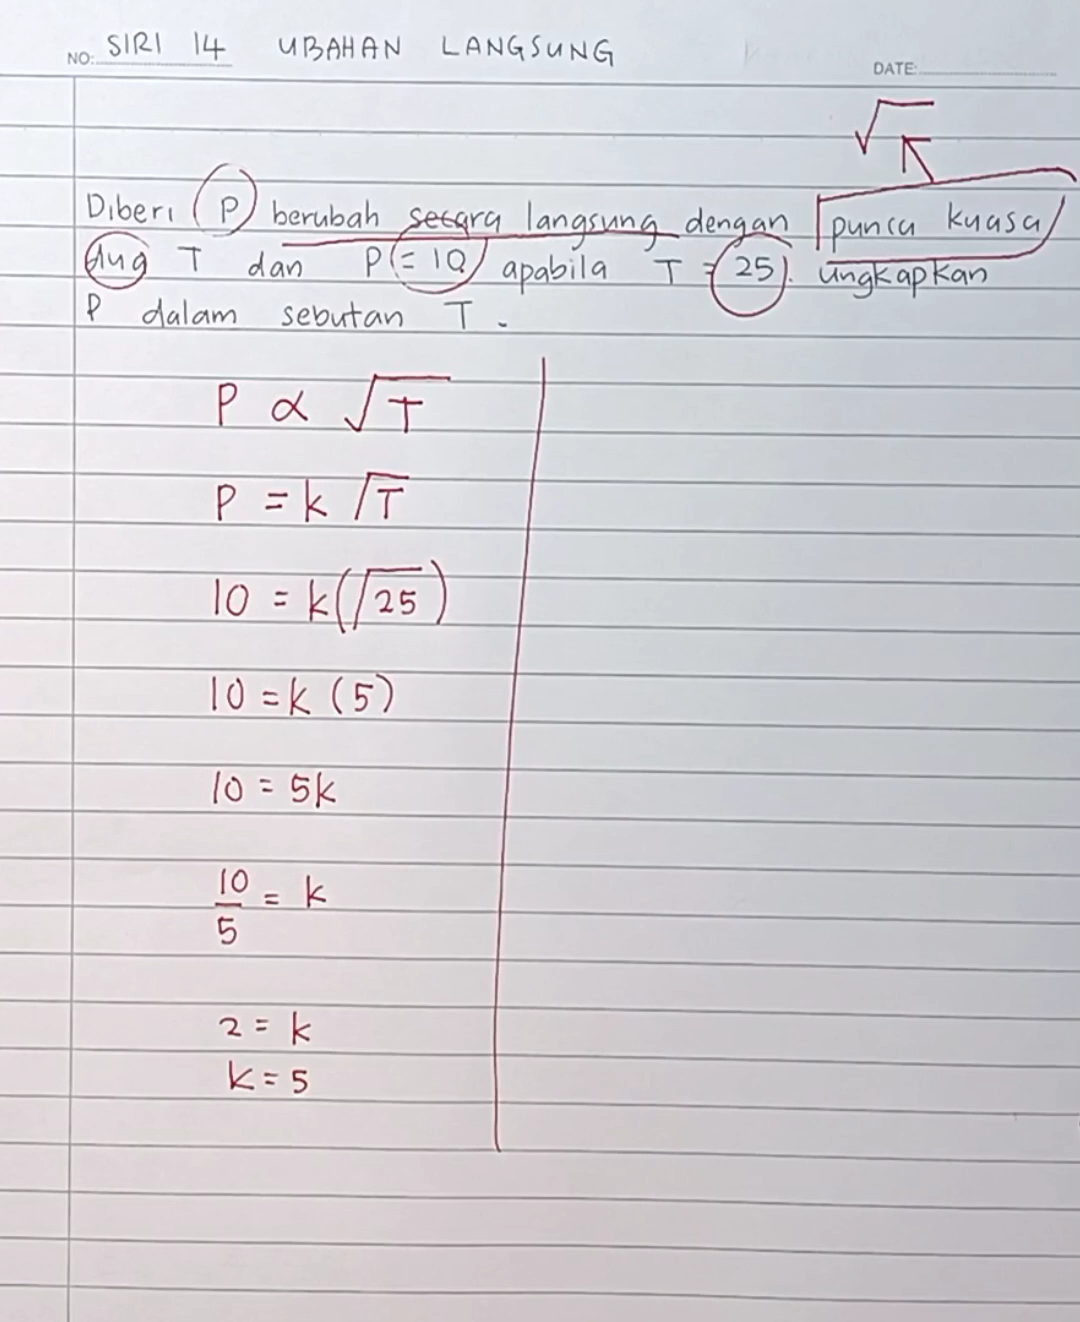 NO: SIRI 14 UBAHAN LANGSUNG
DATE:
√
Diberi P berubah secara langsung dengan punca kuasa
dua T dan P = 10 apabila T = 25. ungkapkan
P dalam sebutan T.
P ∝ √T
P = k √T
10 = k(√25)
10 = k (5)
10 = 5k
10/5 = k
2 = k
k = 5